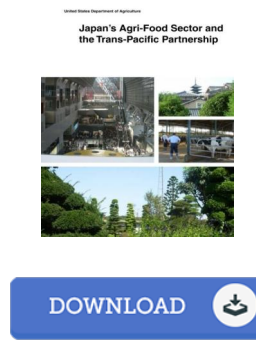 United States Department of Agriculture
Japan's Agri-Food Sector and
the Trans-Pacific Partnership
DOWNLOAD